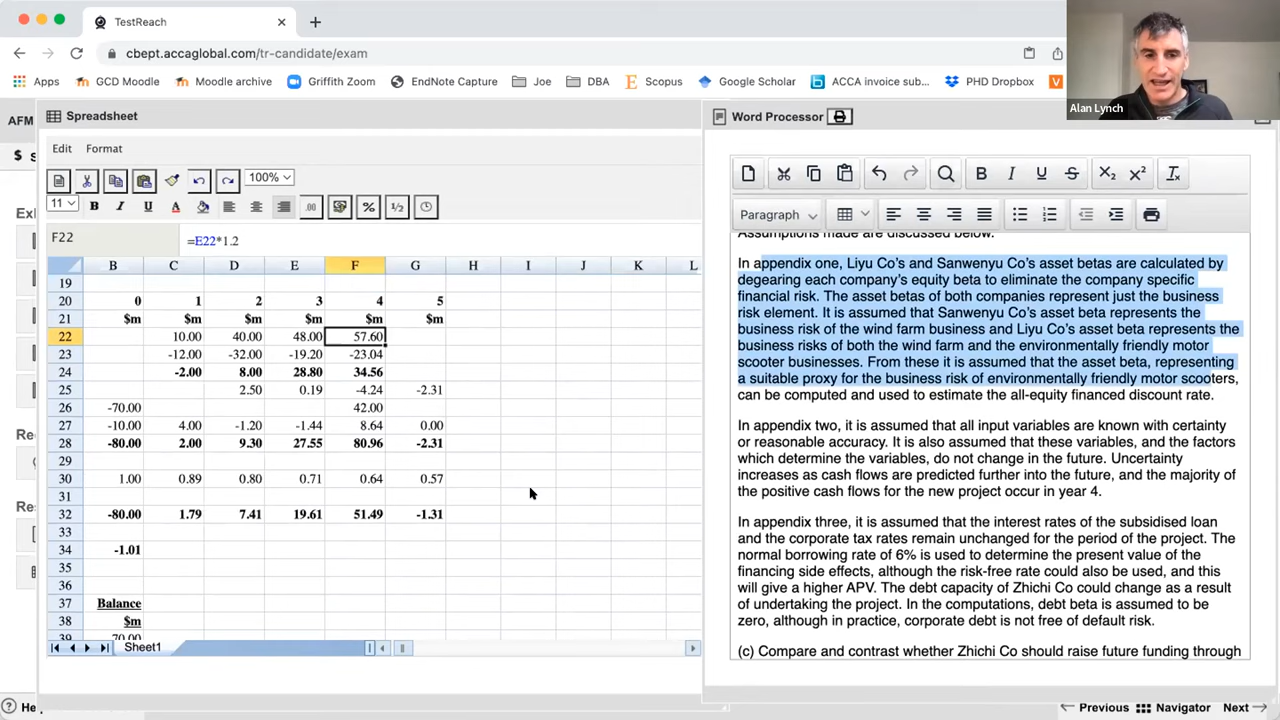 TestReach
cbept.accaglobal.com/tr-candidate/exam
Apps GCD Moodle Moodle archive Griffith Zoom EndNote Capture Joe DBA Scopus Google Scholar ACCA invoice sub... PHD Dropbox
Alan Lynch
AFM
Spreadsheet
Word Processor
Edit Format
100%
Paragraph
11
F22 =E22*1.2
B C D E F G H I J K L
19
20 0 1 2 3 4 5
21 $m $m $m $m $m $m
22 10.00 40.00 48.00 57.60
23 -12.00 -32.00 -19.20 -23.04
24 -2.00 8.00 28.80 34.56
25 2.50 0.19 -4.24 -2.31
26 -70.00 42.00
27 -10.00 4.00 -1.20 -1.44 8.64 0.00
28 -80.00 2.00 9.30 27.55 80.96 -2.31
29
30 1.00 0.89 0.80 0.71 0.64 0.57
31
32 -80.00 1.79 7.41 19.61 51.49 -1.31
33
34 -1.01
35
36
37 Balance
38 $m
39 70.00
Sheet1
Assumptions made are discussed below.
In appendix one, Liyu Co's and Sanwenyu Co's asset betas are calculated by
degearing each company's equity beta to eliminate the company specific
financial risk. The asset betas of both companies represent just the business
risk element. It is assumed that Sanwenyu Co's asset beta represents the
business risk of the wind farm business and Liyu Co's asset beta represents the
business risks of both the wind farm and the environmentally friendly motor
scooter businesses. From these it is assumed that the asset beta, representing
a suitable proxy for the business risk of environmentally friendly motor scooters,
can be computed and used to estimate the all-equity financed discount rate.
In appendix two, it is assumed that all input variables are known with certainty
or reasonable accuracy. It is also assumed that these variables, and the factors
which determine the variables, do not change in the future. Uncertainty
increases as cash flows are predicted further into the future, and the majority of
the positive cash flows for the new project occur in year 4.
In appendix three, it is assumed that the interest rates of the subsidised loan
and the corporate tax rates remain unchanged for the period of the project. The
normal borrowing rate of 6% is used to determine the present value of the
financing side effects, although the risk-free rate could also be used, and this
will give a higher APV. The debt capacity of Zhichi Co could change as a result
of undertaking the project. In the computations, debt beta is assumed to be
zero, although in practice, corporate debt is not free of default risk.
(c) Compare and contrast whether Zhichi Co should raise future funding through
Previous Navigator Next